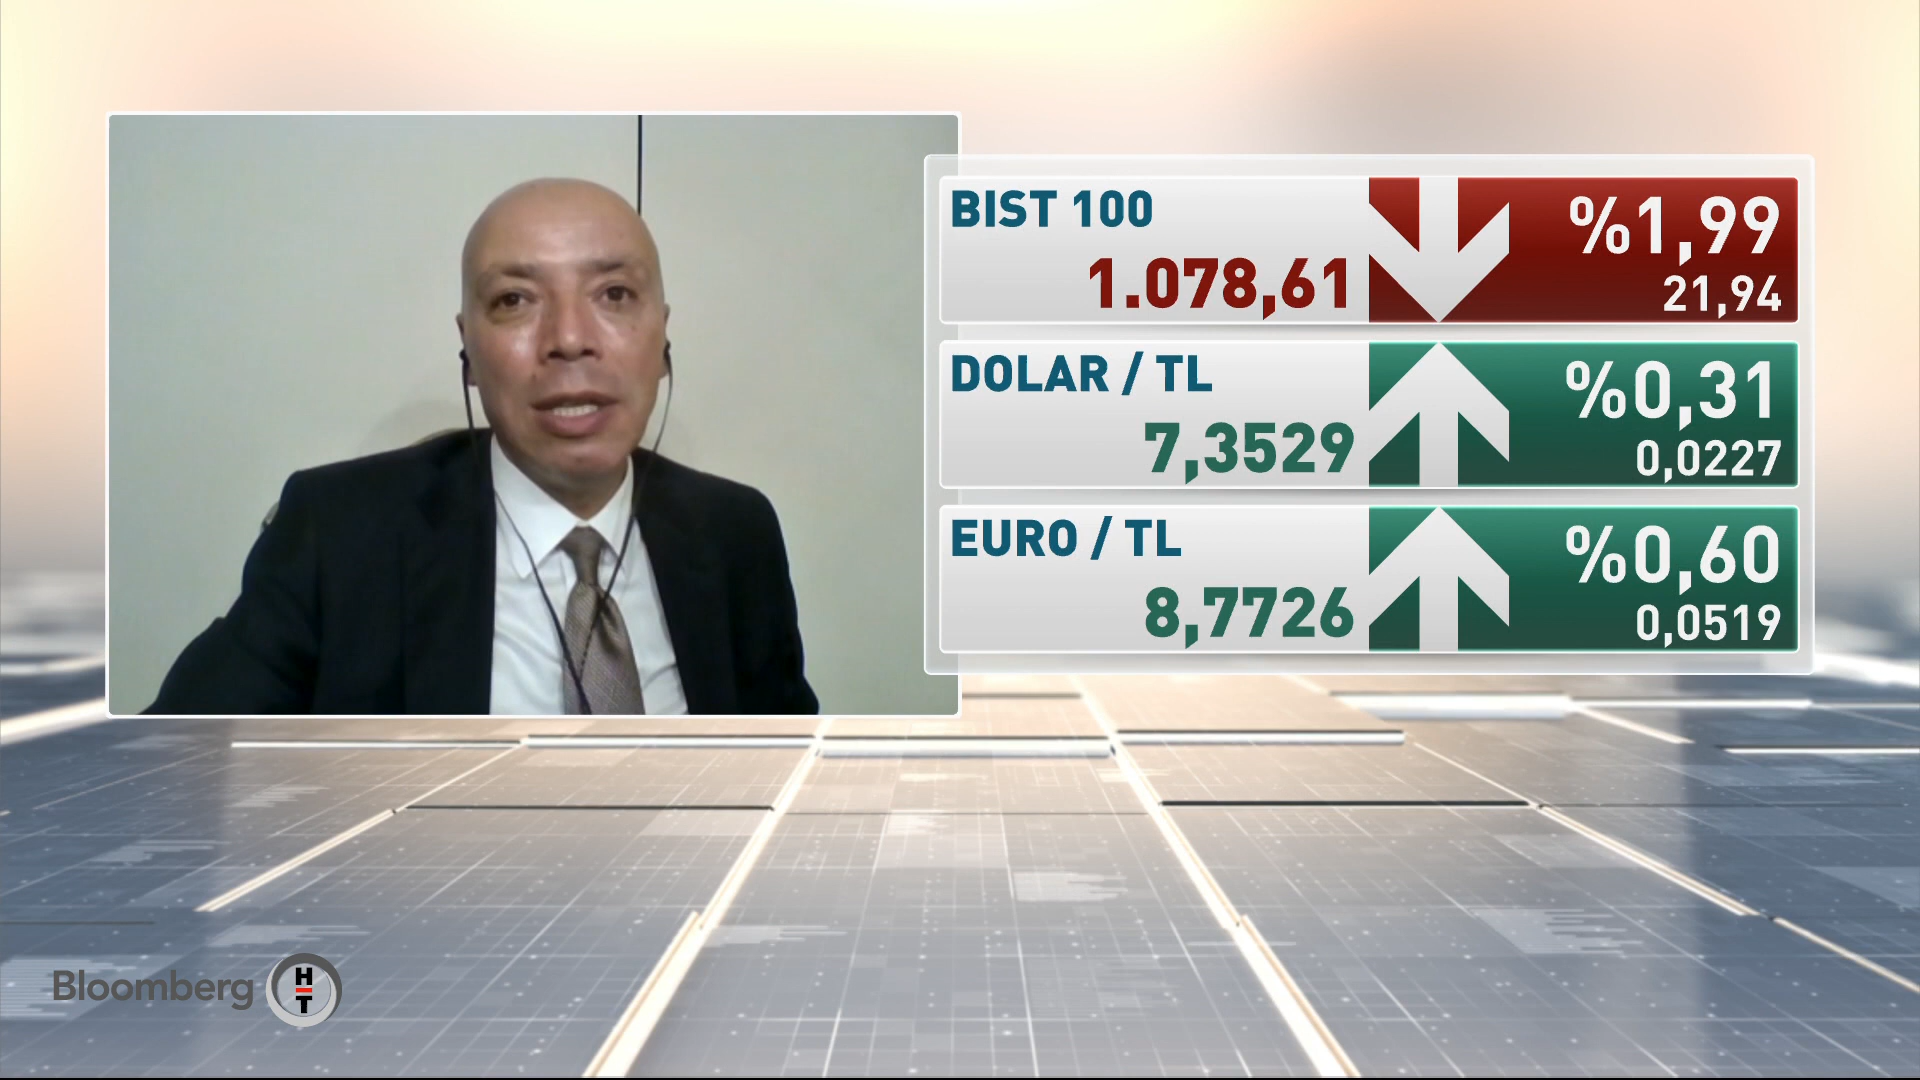 BIST 100
1.078,61
%1,99
21,94
DOLAR / TL
7,3529
%0,31
0,0227
EURO / TL
8,7726
%0,60
0,0519
Bloomberg HT